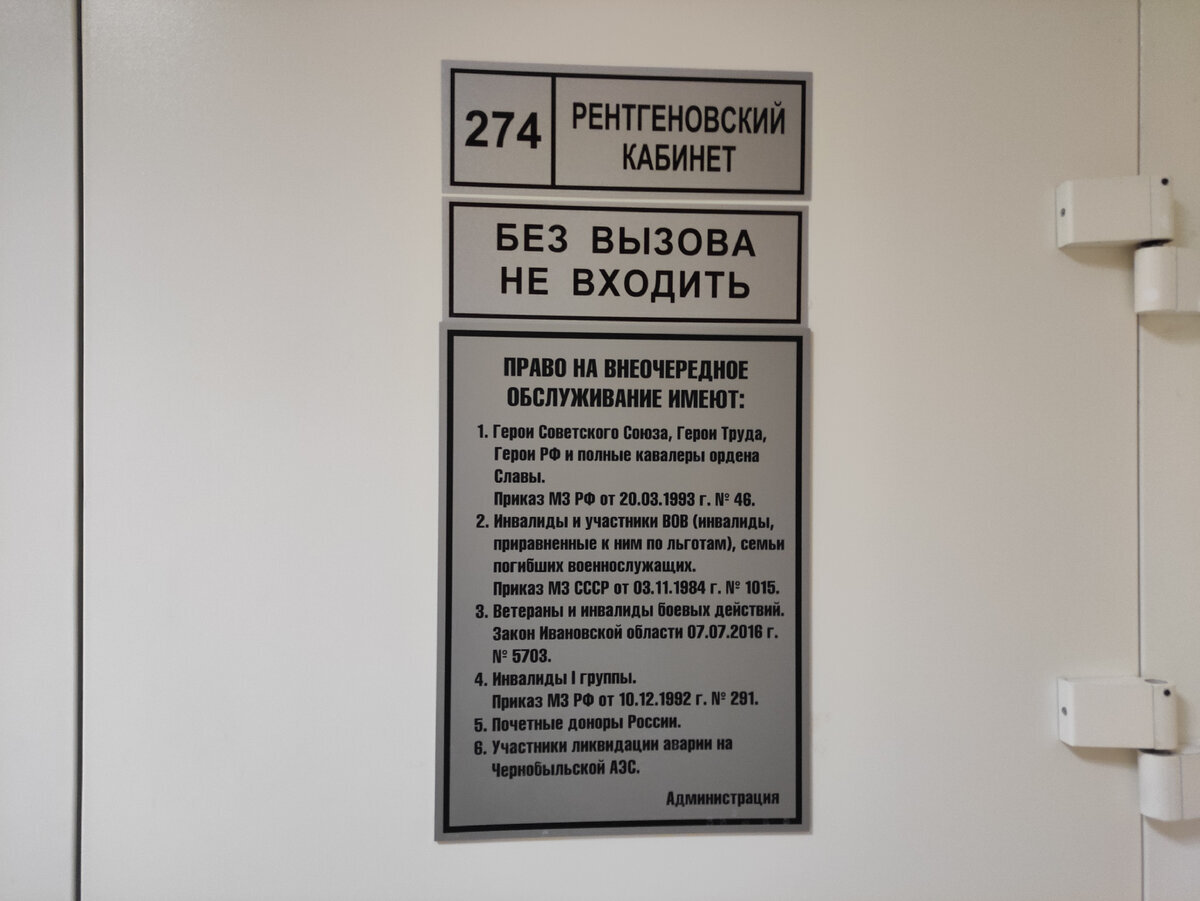 274
РЕНТГЕНОВСКИЙ
КАБИНЕТ
БЕЗ ВЫЗОВА
НЕ ВХОДИТЬ
ПРАВО НА ВНЕОЧЕРЕДНОЕ
ОБСЛУЖИВАНИЕ ИМЕЮТ:
1. Герои Советского Союза, Герои Труда,
Герои РФ и полные кавалеры ордена
Славы.
Приказ МЗ РФ от 20.03.1993 г. № 46.
2. Инвалиды и участники ВОВ (инвалиды,
приравненные к ним по льготам), семьи
погибших военнослужащих.
Приказ МЗ СССР от 03.11.1984 г. № 1015.
3. Ветераны и инвалиды боевых действий.
Закон Ивановской области 07.07.2016 г.
№ 5703.
4. Инвалиды I группы.
Приказ МЗ РФ от 10.12.1992 г. № 291.
5. Почетные доноры России.
6. Участники ликвидации аварии на
Чернобыльской АЭС.
Администрация